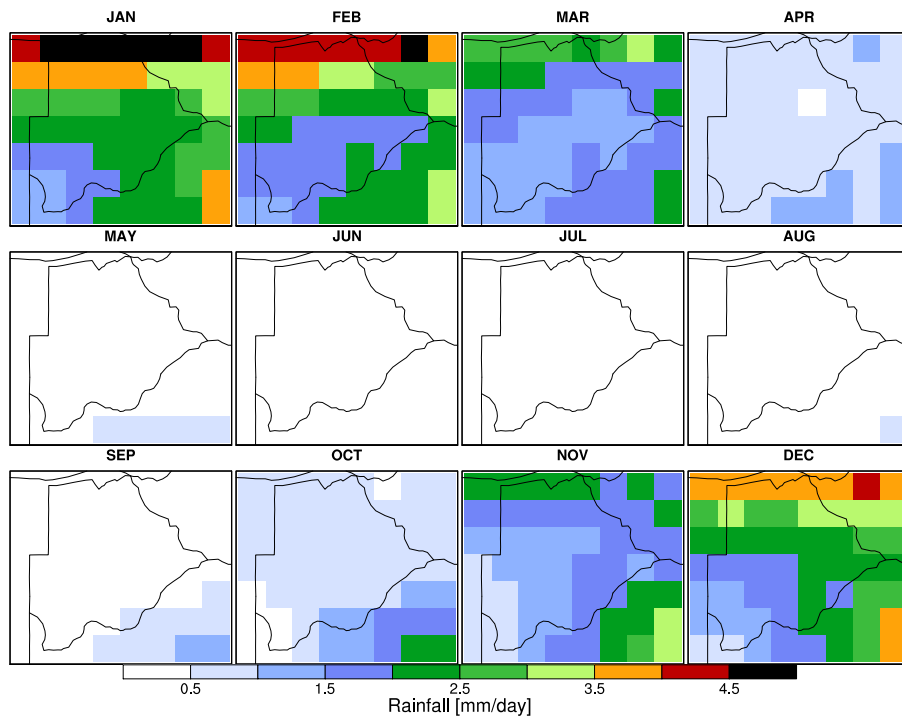 JAN FEB MAR APR
MAY JUN JUL AUG
SEP OCT NOV DEC
0.5 1.5 2.5 3.5 4.5
Rainfall [mm/day]